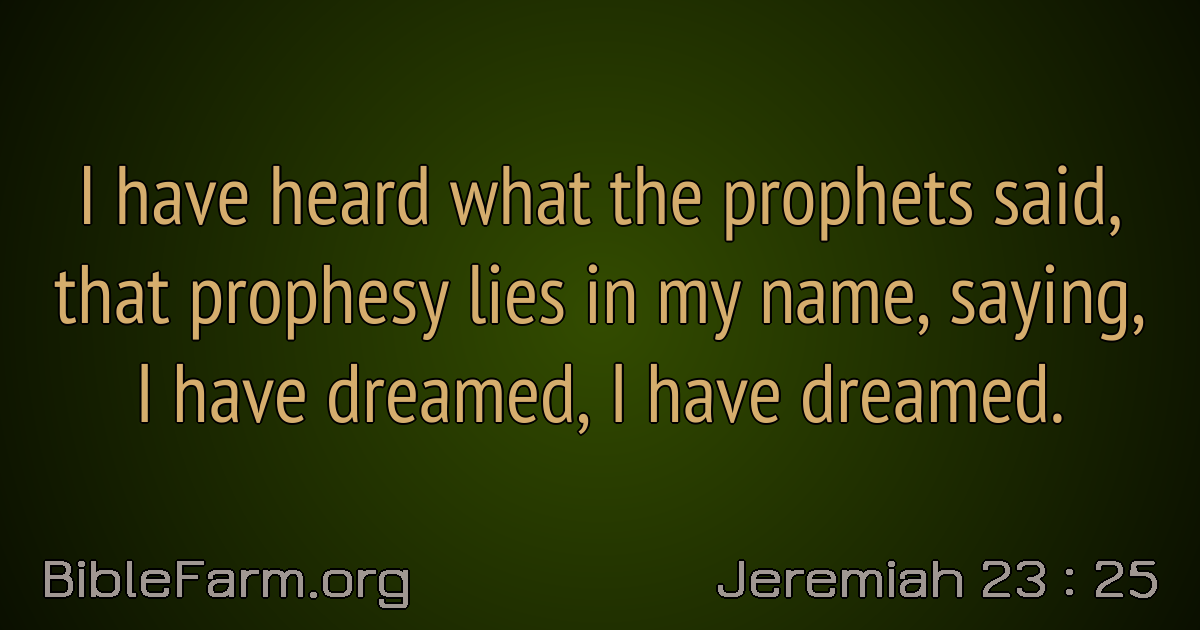 I have heard what the prophets said,
that prophesy lies in my name, saying,
I have dreamed, I have dreamed.
BibleFarm.org
Jeremiah 23 : 25